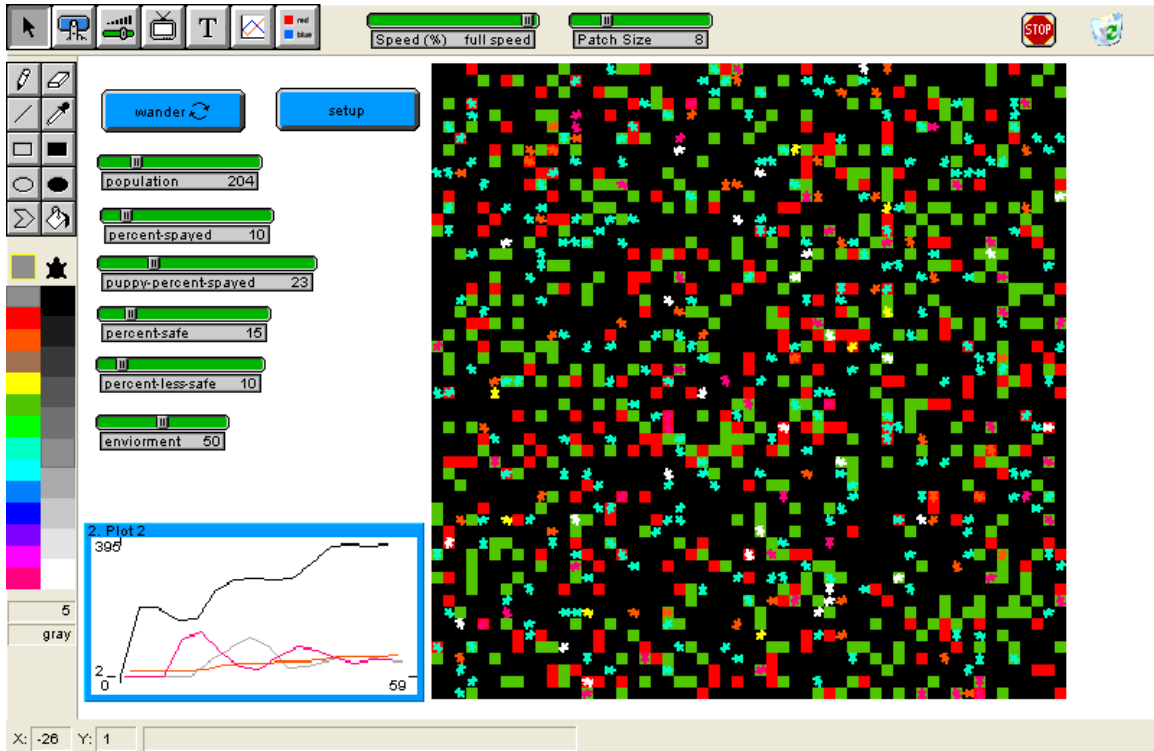 T
red
blue
Speed (%) full speed
Patch Size 8
STOP
wander
setup
population 204
percent-spayed 10
puppy-percent-spayed 23
percent-safe 15
percent-less-safe 10
enviorment 50
2. Plot 2
395
2
0
59
5
gray
X: -26 Y: 1